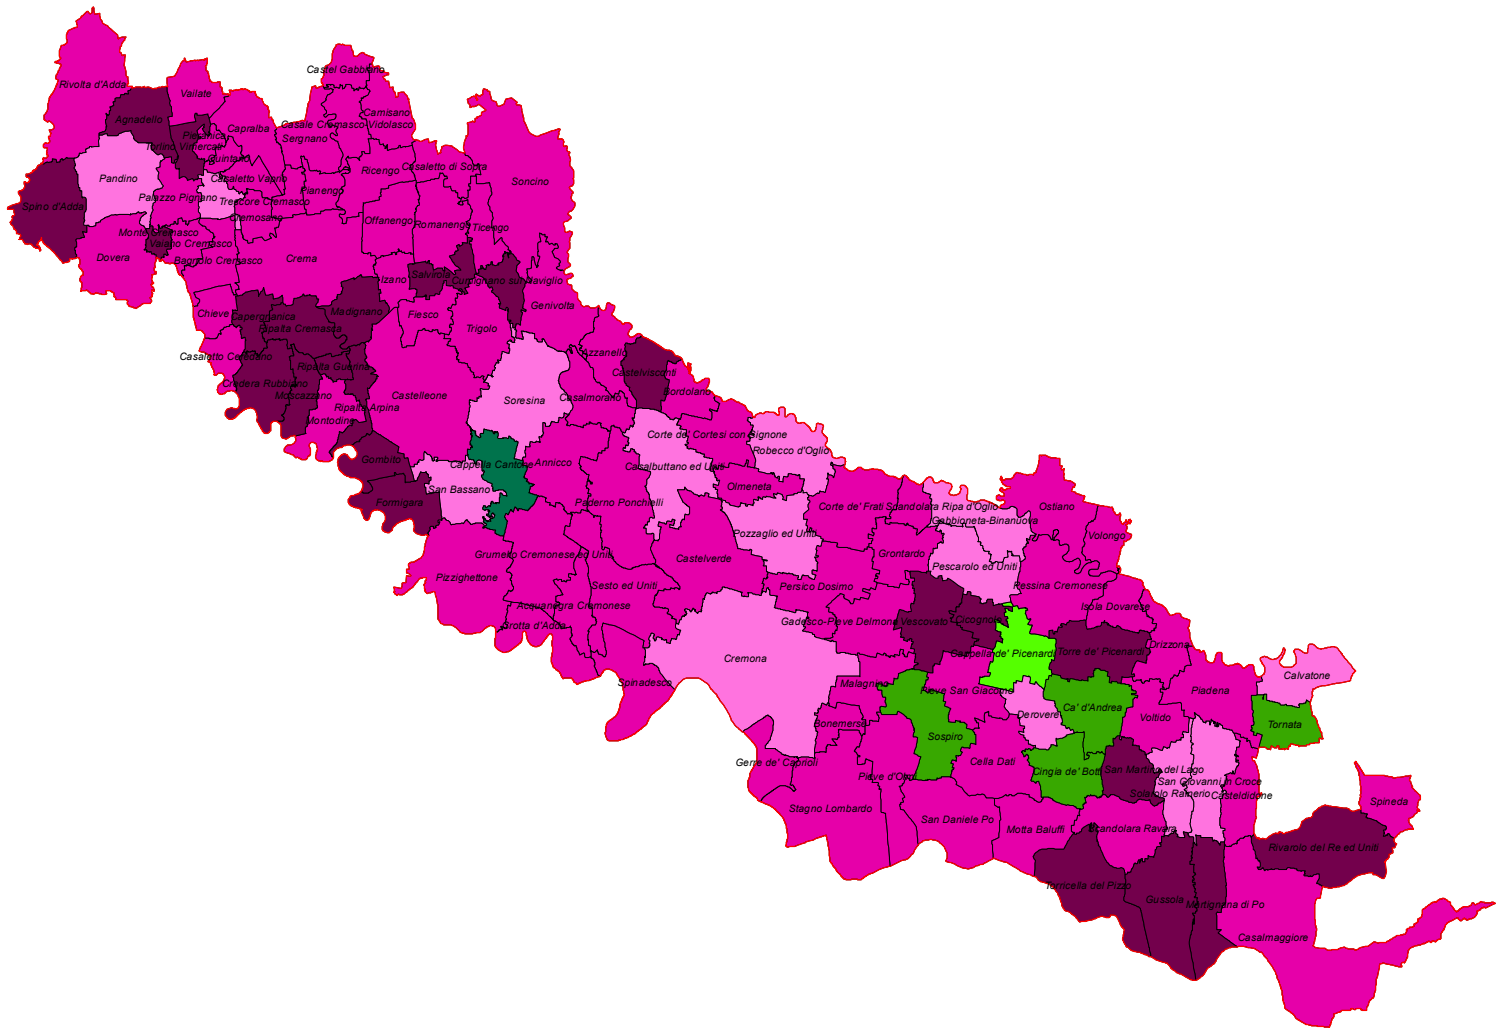 Castel Gabbiano
Rivolta d'Adda
Vailate
Camisano
Agnadello
Capralba
Casale Cremasco-Vidolasco
Pieranica
Sergnano
Torlino Vimercati
Quintano
Casaletto di Sopra
Ricengo
Pandino
Casaletto Vaprio
Soncino
Pianengo
Palazzo Pignano
Trescore Cremasco
Spino d'Adda
Cremosano
Offanengo
Romanengo
Ticengo
Monte Cremasco
Vaiano Cremasco
Dovera
Bagnolo Cremasco
Crema
Izano
Salvirola
Cumignano sul Naviglio
Genivolta
Chieve
Capergnanica
Madignano
Fiesco
Ripalta Cremasca
Trigolo
Casaletto Ceredano
Azzanello
Ripalta Guerina
Castelvisconti
Credera Rubbiano
Moscazzano
Castelleone
Bordolano
Soresina
Casalmorano
Ripalta Arpina
Montodine
Corte de' Cortesi con Cignone
Robecco d'Oglio
Gombito
Cappella Cantone
Annicco
Casalbuttano ed Uniti
San Bassano
Olmeneta
Formigara
Paderno Ponchielli
Corte de' Frati
Scandolara Ripa d'Oglio
Ostiano
Gabbioneta-Binanuova
Pozzaglio ed Uniti
Volongo
Grumello Cremonese ed Uniti
Castelverde
Grontardo
Pescarolo ed Uniti
Pizzighettone
Sesto ed Uniti
Persico Dosimo
Pessina Cremonese
Acquanegra Cremonese
Isola Dovarese
Grotta d'Adda
Gadesco-Pieve Delmona
Vescovato
Cicognolo
Drizzona
Cremona
Cappella de' Picenardi
Torre de' Picenardi
Calvatone
Spinadesco
Malagnino
Pieve San Giacomo
Piadena
Ca' d'Andrea
Derovere
Voltido
Bonemerse
Tornata
Sospiro
Gerre de' Caprioli
Cella Dati
Cingia de' Botti
San Martino del Lago
Pieve d'Olmi
San Giovanni in Croce
Solarolo Rainerio
Casteldidone
Spineda
Stagno Lombardo
San Daniele Po
Motta Baluffi
Scandolara Ravara
Rivarolo del Re ed Uniti
Torricella del Pizzo
Gussola
Martignana di Po
Casalmaggiore